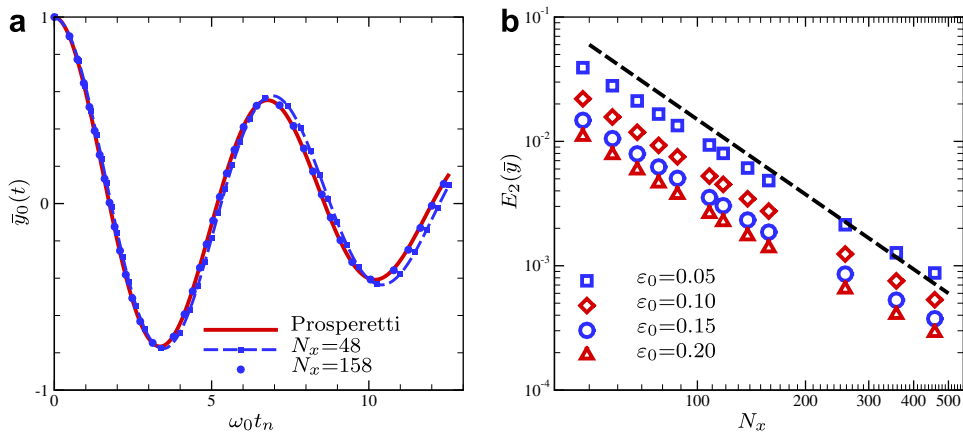 a
1
0
-1
0
5
10
ȳ₀(t)
ω₀tₙ
Prosperetti
Nₓ=48
Nₓ=158
b
10⁻¹
10⁻²
10⁻³
10⁻⁴
100
200
300
400
500
E₂(ȳ)
Nₓ
ε₀=0.05
ε₀=0.10
ε₀=0.15
ε₀=0.20